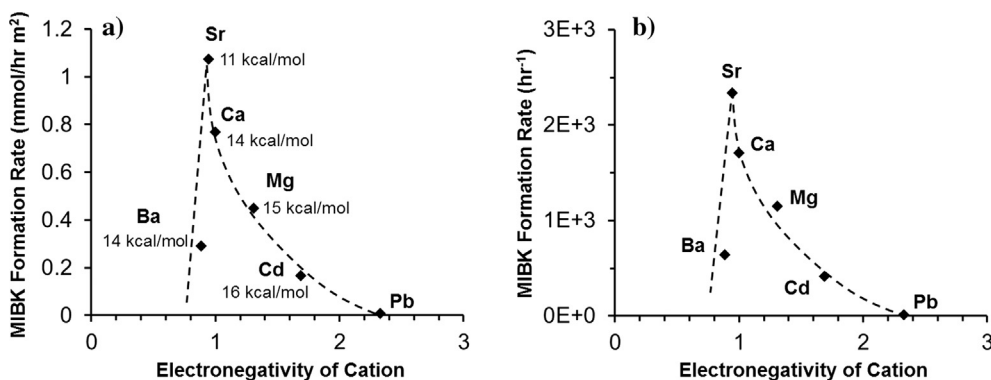 a)
MIBK Formation Rate (mmol/hr m²)
1.2
1
0.8
0.6
0.4
0.2
0
Sr
11 kcal/mol
Ca
14 kcal/mol
Mg
15 kcal/mol
Ba
14 kcal/mol
Cd
16 kcal/mol
Pb
0 1 2 3
Electronegativity of Cation
b)
MIBK Formation Rate (hr⁻¹)
3E+3
2E+3
1E+3
0E+0
Sr
Ca
Mg
Ba
Cd
Pb
0 1 2 3
Electronegativity of Cation